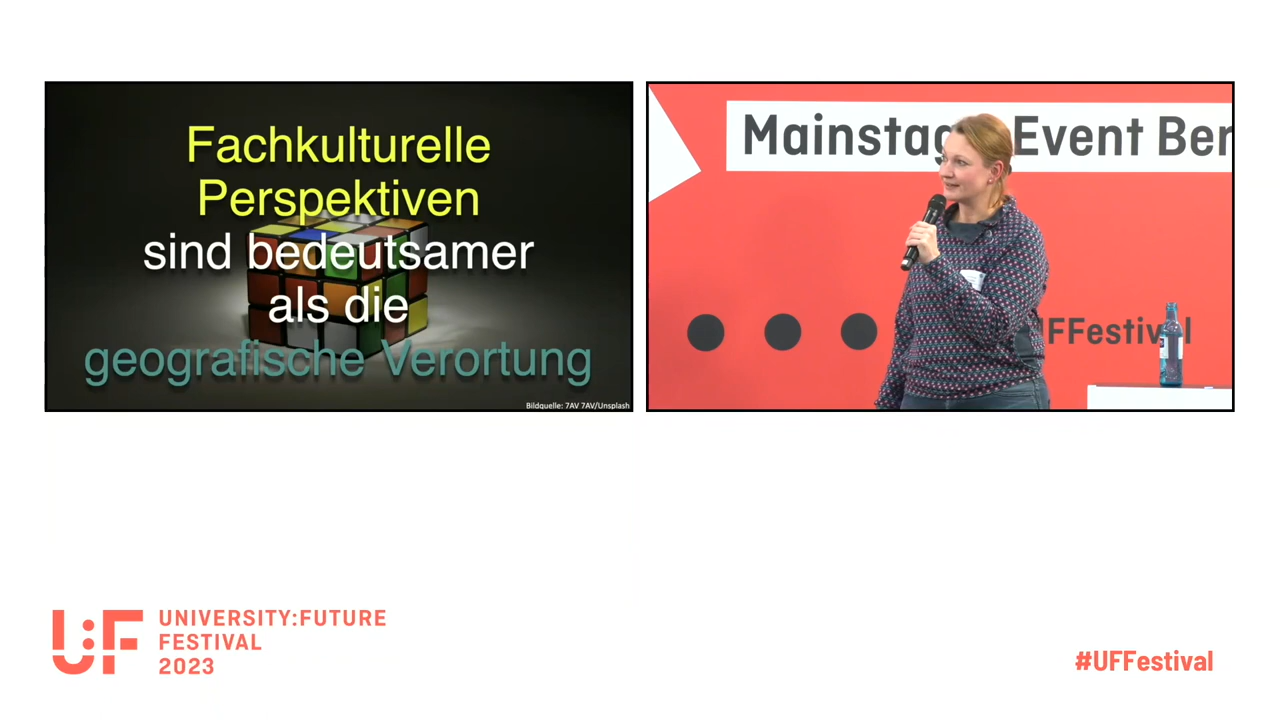 Fachkulturelle
Perspektiven
sind bedeutsamer
als die
geografische Verortung
Bildquelle: 7AV 7AV/Unsplash
Mainstag Event Ber
UFFestival
U:F
UNIVERSITY:FUTURE
FESTIVAL
2023
#UFFestival